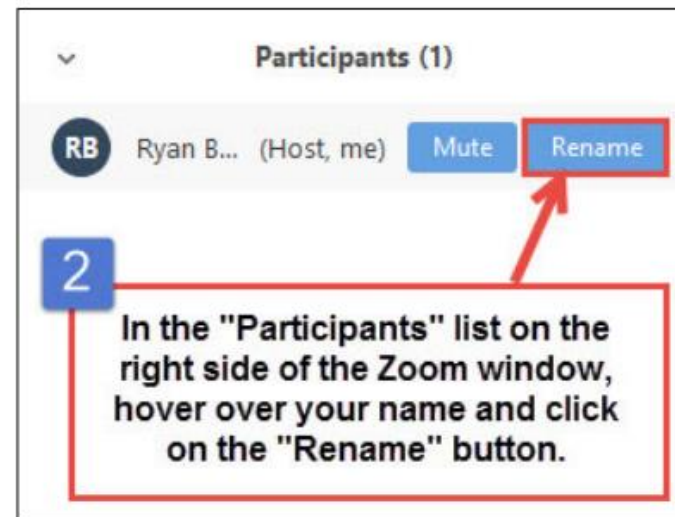 Participants (1)
RB Ryan B... (Host, me) Mute Rename
2
In the "Participants" list on the
right side of the Zoom window,
hover over your name and click
on the "Rename" button.